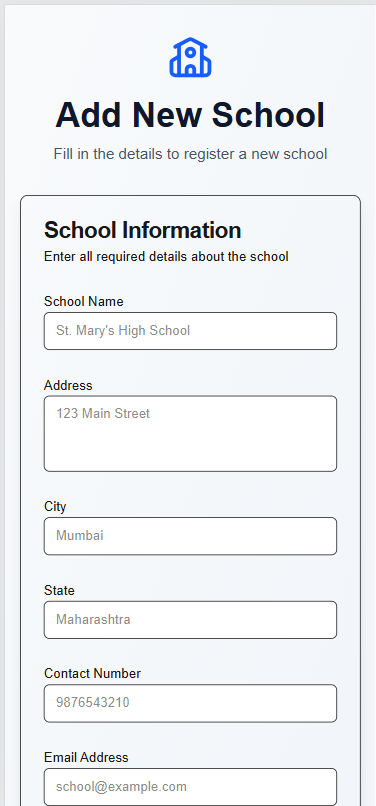 Add New School
Fill in the details to register a new school
School Information
Enter all required details about the school
School Name
St. Mary's High School
Address
123 Main Street
City
Mumbai
State
Maharashtra
Contact Number
9876543210
Email Address
school@example.com